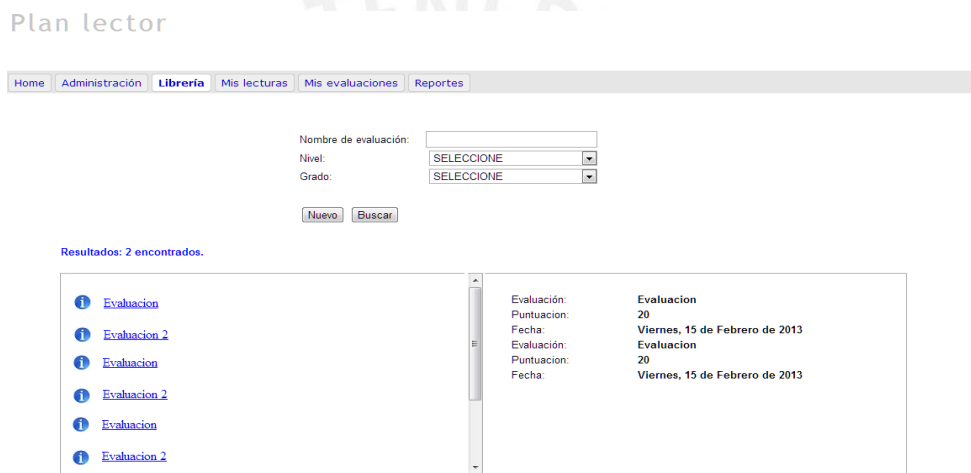 Plan lector
Home Administración Librería Mis lecturas Mis evaluaciones Reportes
Nombre de evaluación:
Nivel: SELECCIONE
Grado: SELECCIONE
Nuevo Buscar
Resultados: 2 encontrados.
Evaluacion
Evaluacion 2
Evaluacion
Evaluacion 2
Evaluacion
Evaluacion 2
Evaluación: Evaluacion
Puntuacion: 20
Fecha: Viernes, 15 de Febrero de 2013
Evaluación: Evaluacion
Puntuacion: 20
Fecha: Viernes, 15 de Febrero de 2013